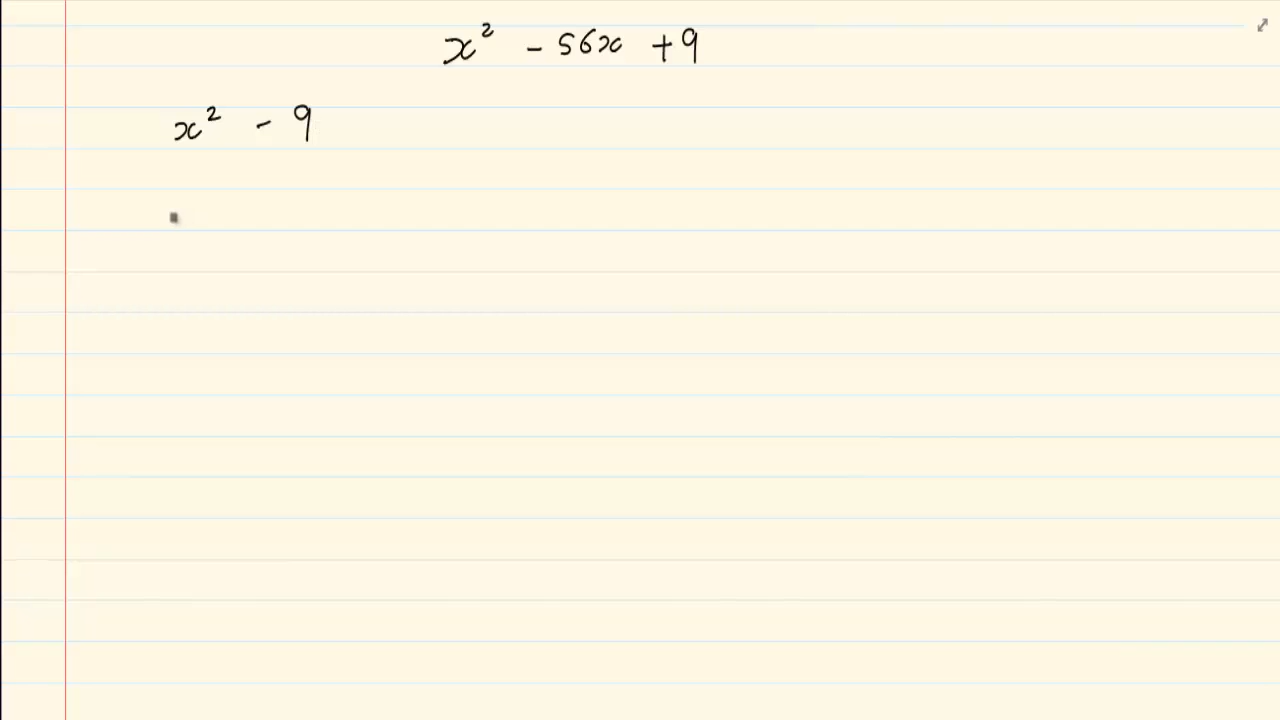 x² - 56x + 9
x² - 9